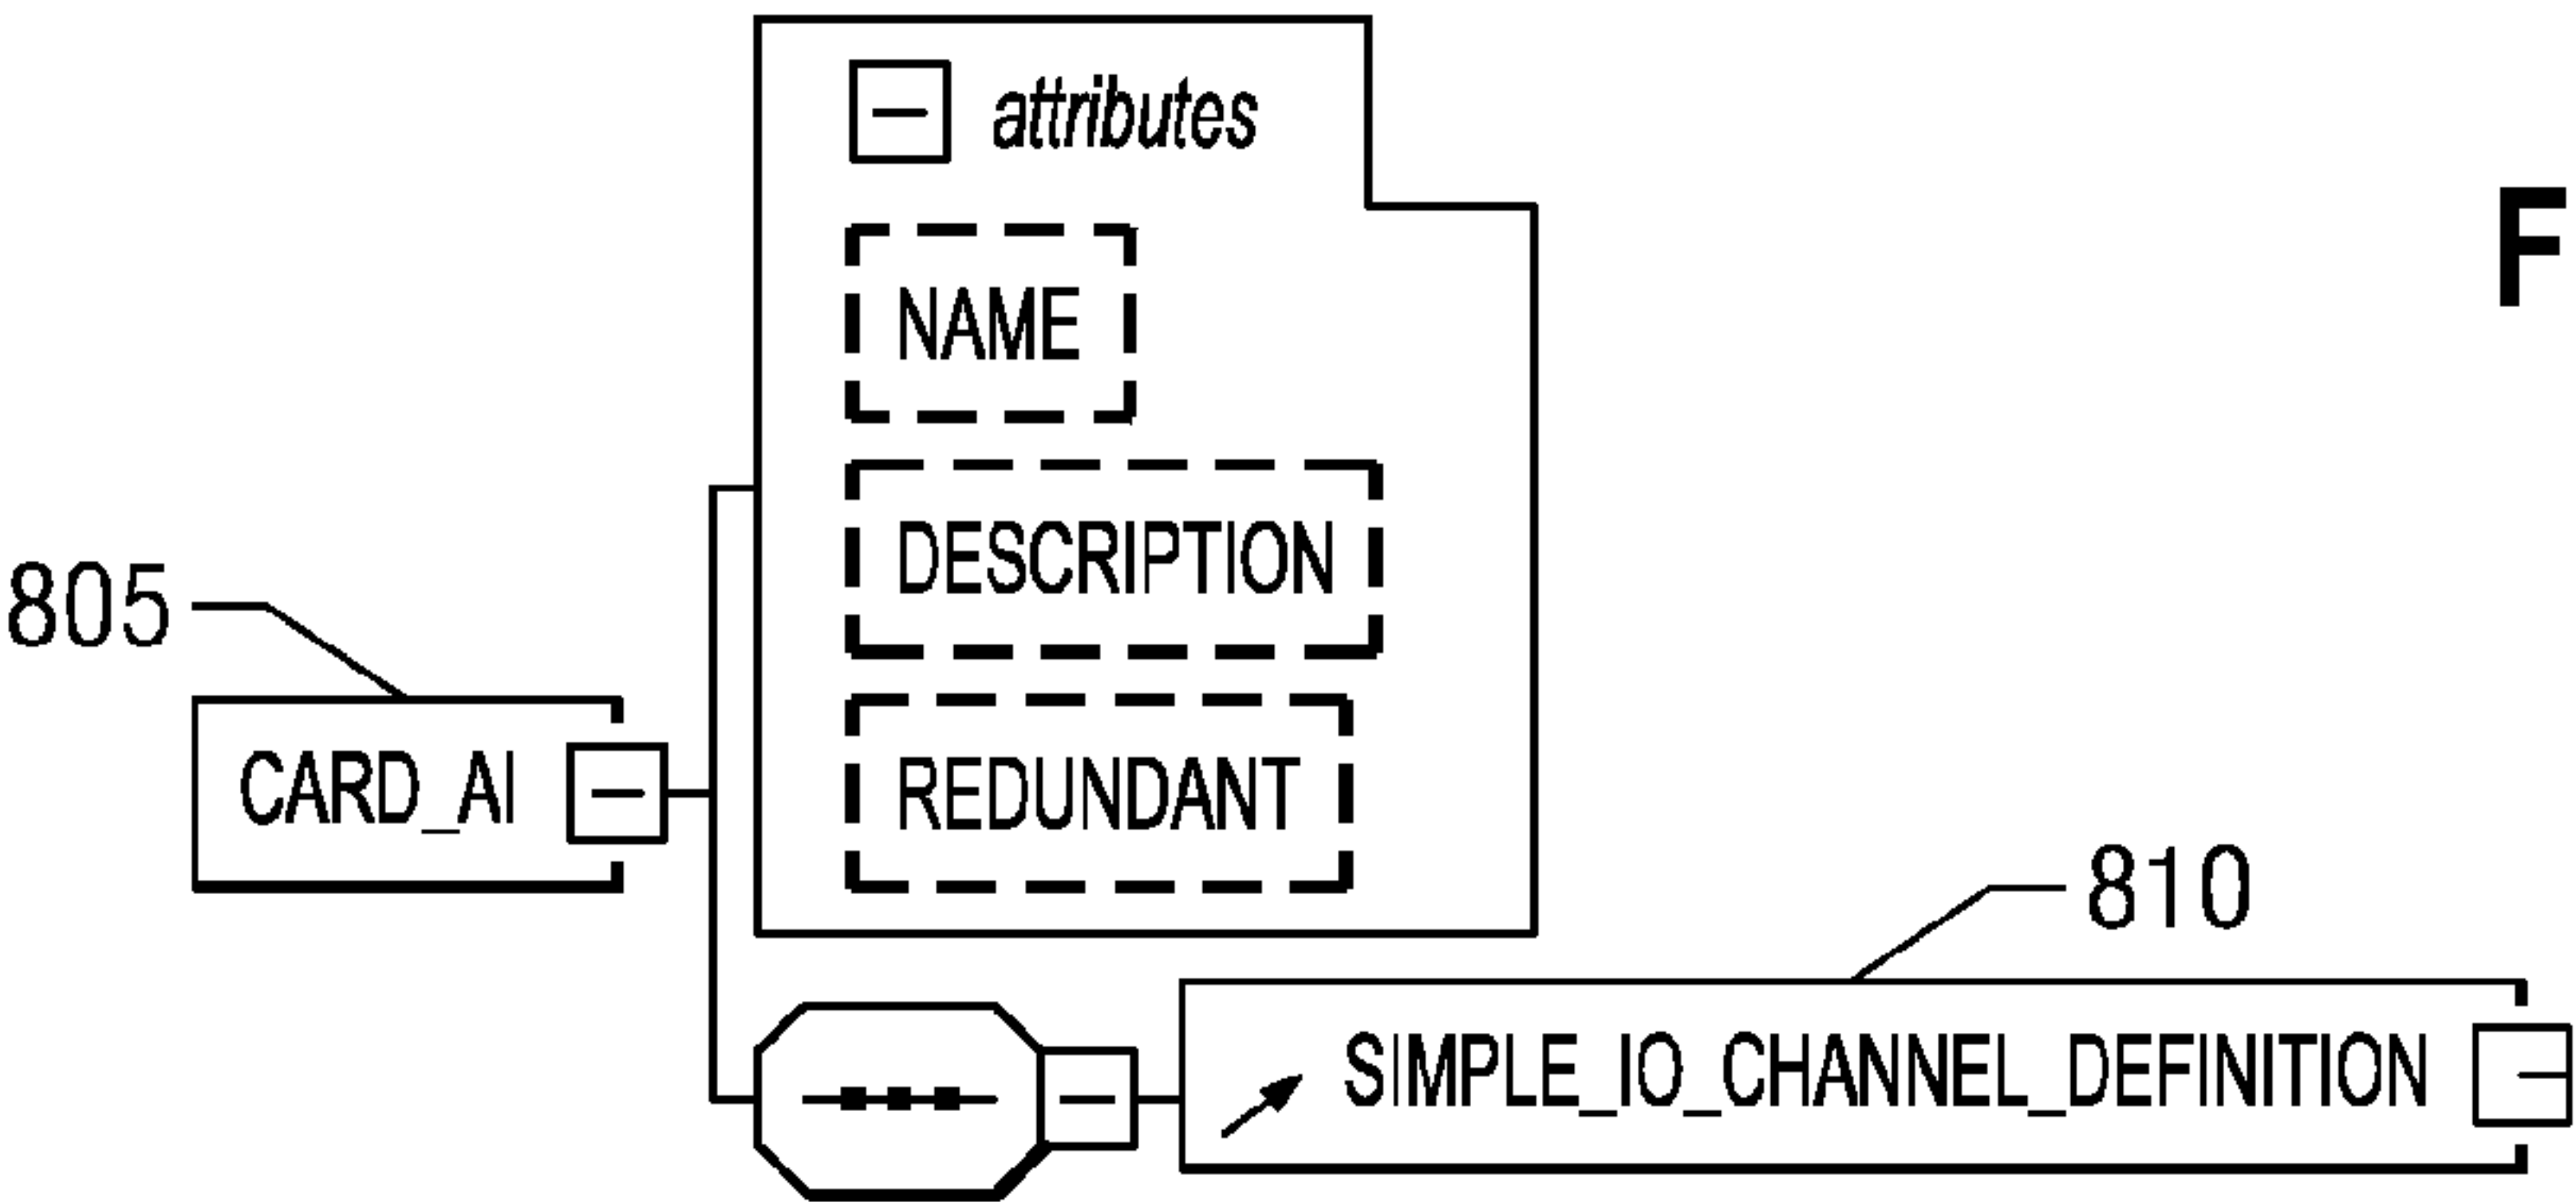 attributes
F
NAME
DESCRIPTION
805
CARD_AI
REDUNDANT
810
SIMPLE_IO_CHANNEL_DEFINITION